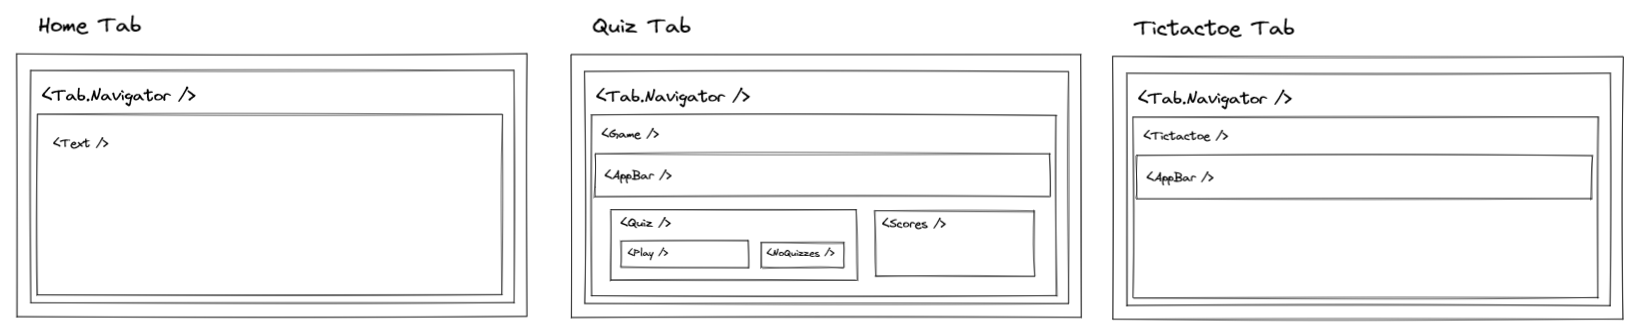 Home Tab
<Tab.Navigator />
<Text />
Quiz Tab
<Tab.Navigator />
<Game />
<AppBar />
<Quiz />
<Play />
<NoQuizzes />
<Scores />
Tictactoe Tab
<Tab.Navigator />
<Tictactoe />
<AppBar />